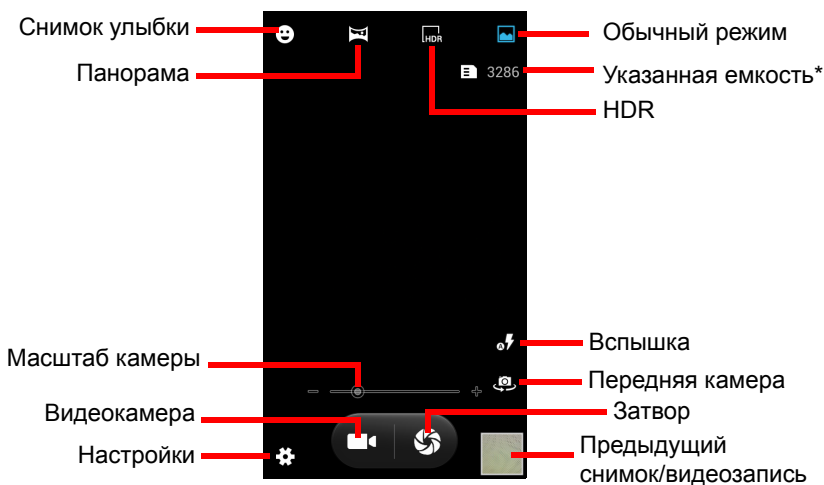 Снимок улыбки
Обычный режим
HDR
Панорама
3286
Указанная емкость*
HDR
Вспышка
Масштаб камеры
Передняя камера
Видеокамера
Затвор
Настройки
Предыдущий
снимок/видеозапись